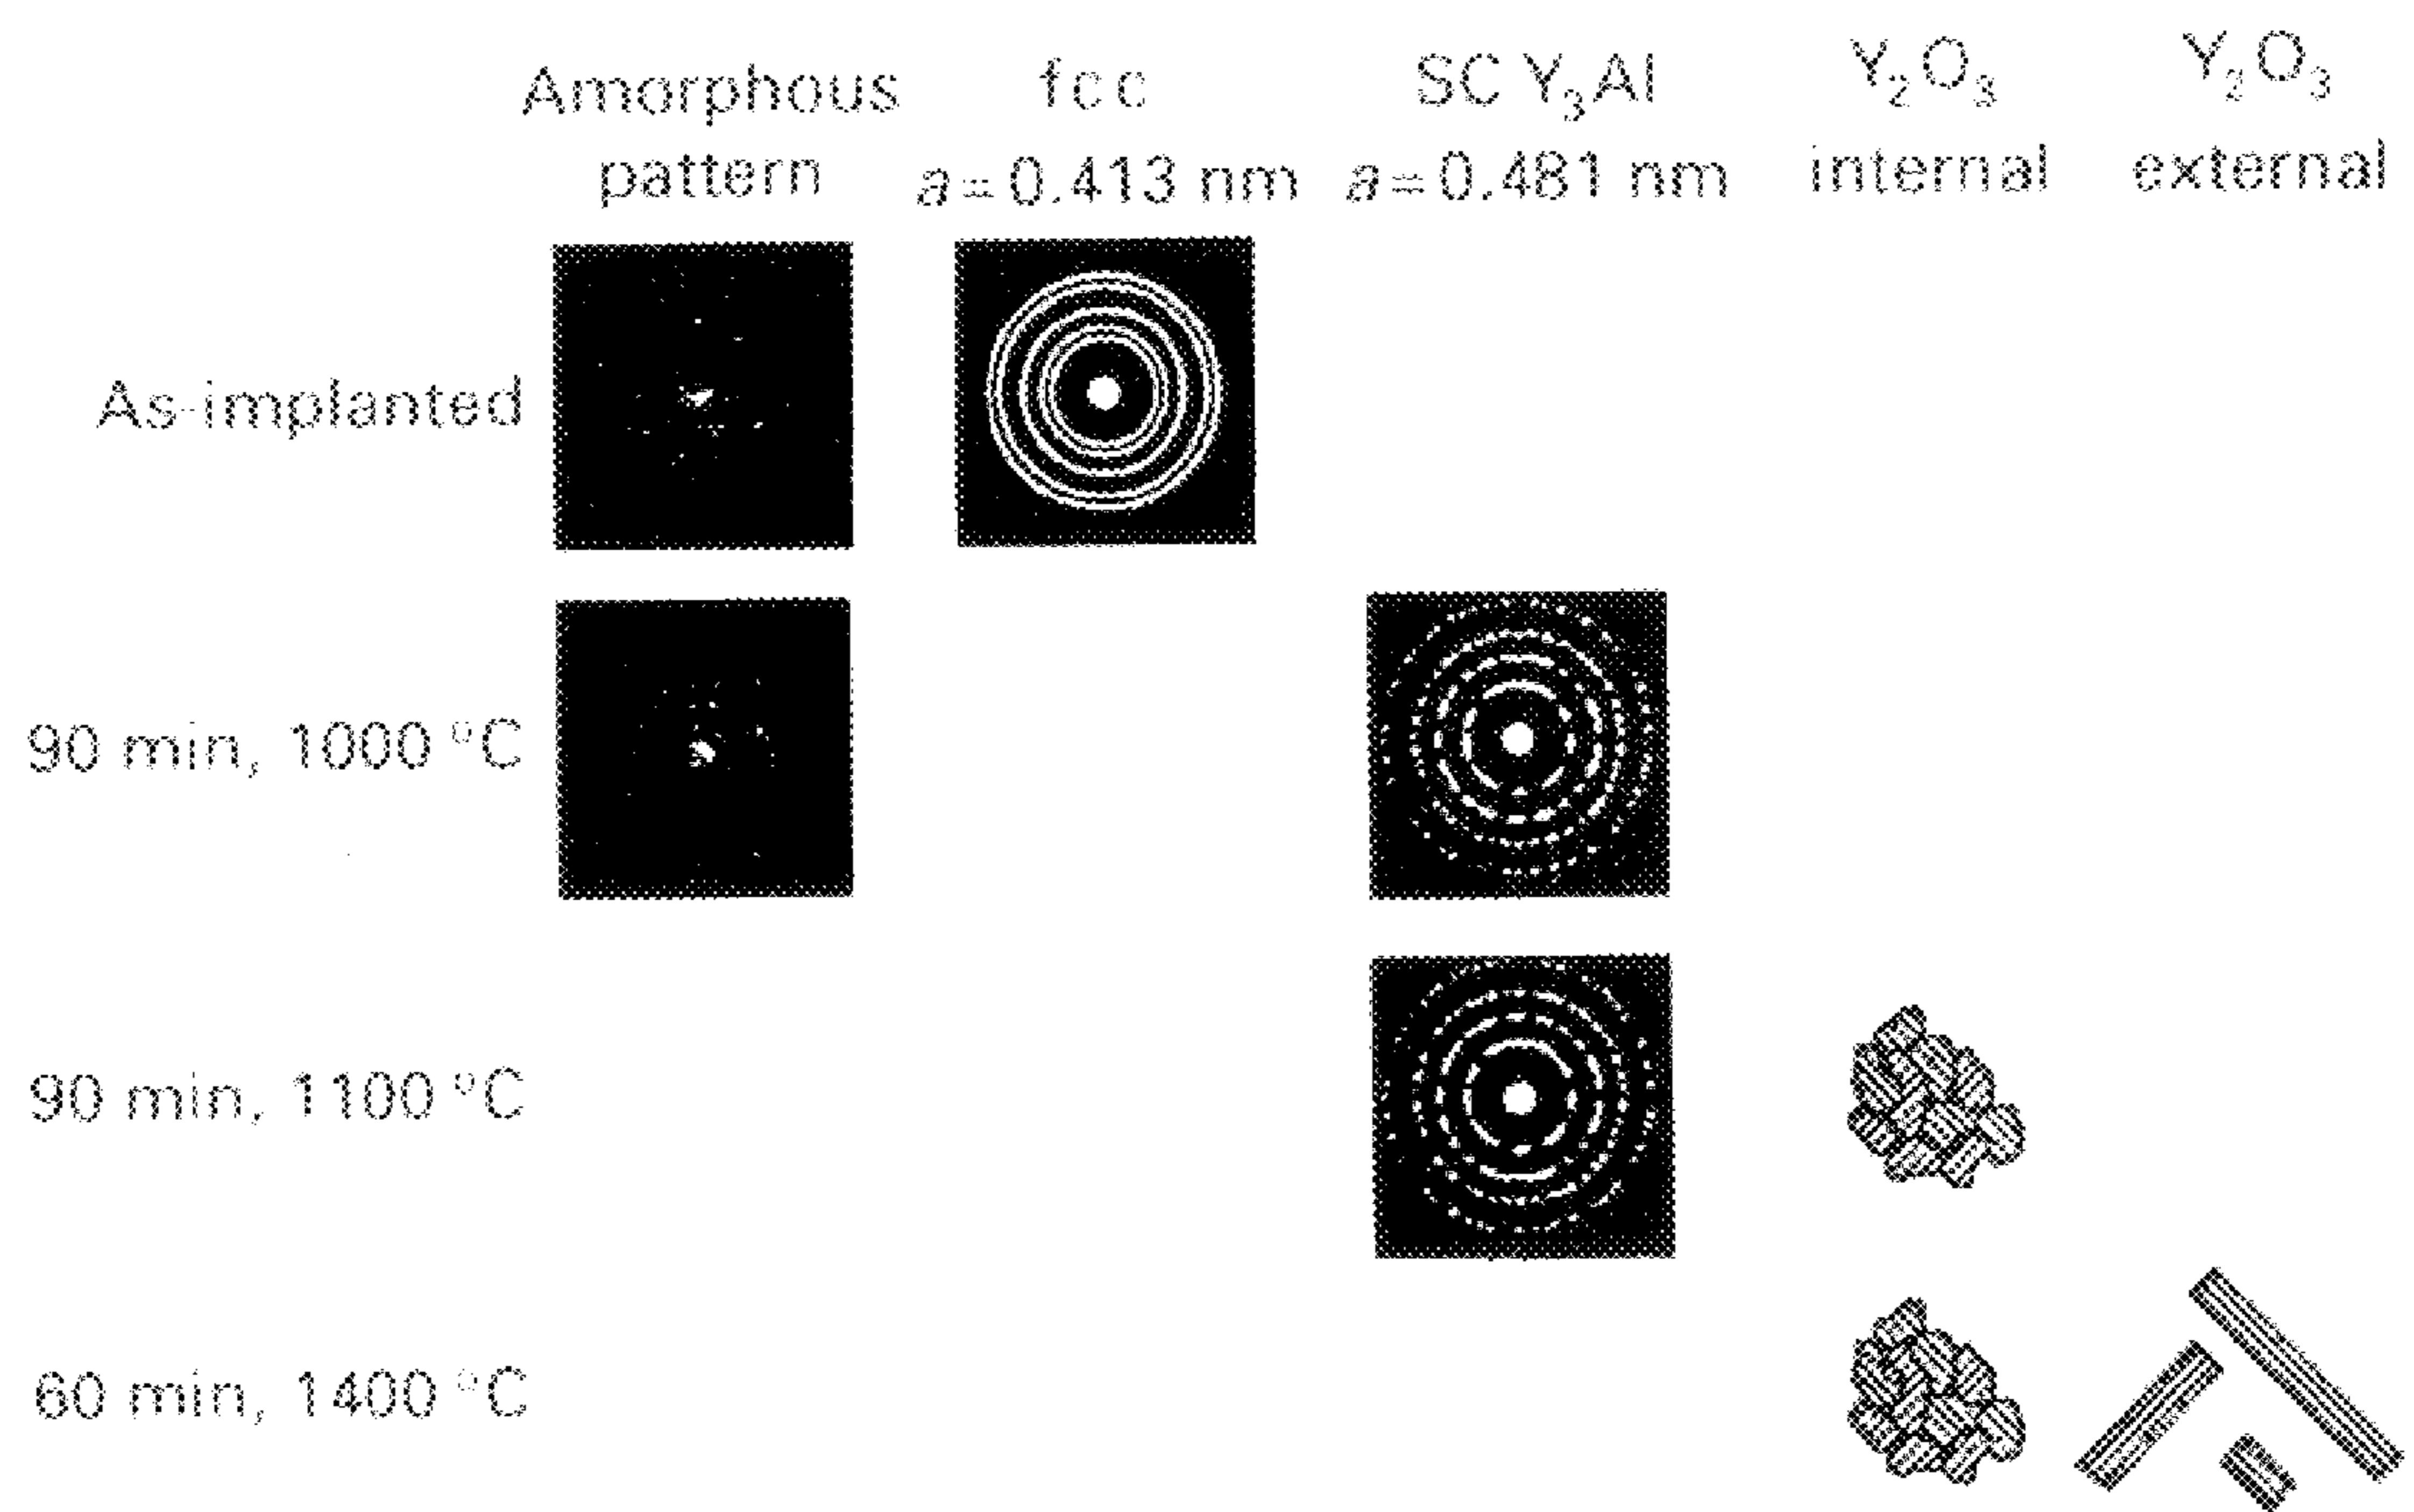 Amorphous pattern
fcc
a=0.413 nm
SC Y₃Al
a=0.481 nm
Y₂O₃
internal
Y₂O₃
external
As-implanted
90 min, 1000 °C
90 min, 1100 °C
60 min, 1400 °C